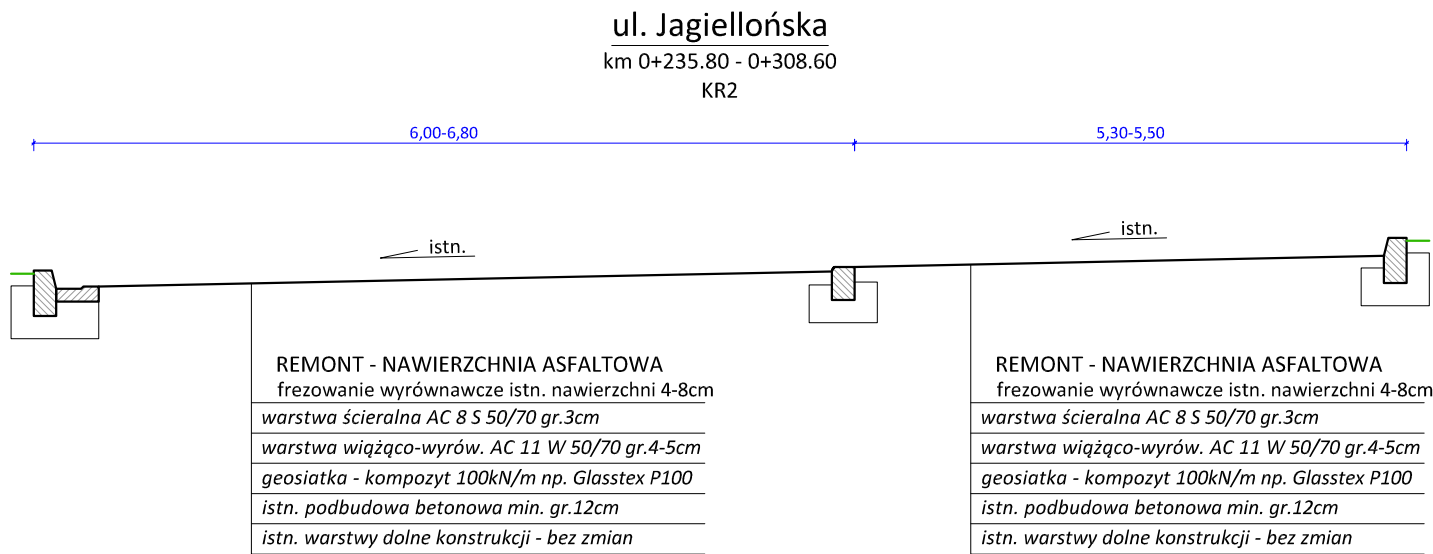 ul. Jagiellońska
km 0+235.80 - 0+308.60
KR2
6,00-6,80
5,30-5,50
istn.
istn.
REMONT - NAWIERZCHNIA ASFALTOWA
frezowanie wyrównawcze istn. nawierzchni 4-8cm
warstwa ścieralna AC 8 S 50/70 gr.3cm
warstwa wiążąco-wyrów. AC 11 W 50/70 gr.4-5cm
geosiatka - kompozyt 100kN/m np. Glasstex P100
istn. podbudowa betonowa min. gr.12cm
istn. warstwy dolne konstrukcji - bez zmian
REMONT - NAWIERZCHNIA ASFALTOWA
frezowanie wyrównawcze istn. nawierzchni 4-8cm
warstwa ścieralna AC 8 S 50/70 gr.3cm
warstwa wiążąco-wyrów. AC 11 W 50/70 gr.4-5cm
geosiatka - kompozyt 100kN/m np. Glasstex P100
istn. podbudowa betonowa min. gr.12cm
istn. warstwy dolne konstrukcji - bez zmian